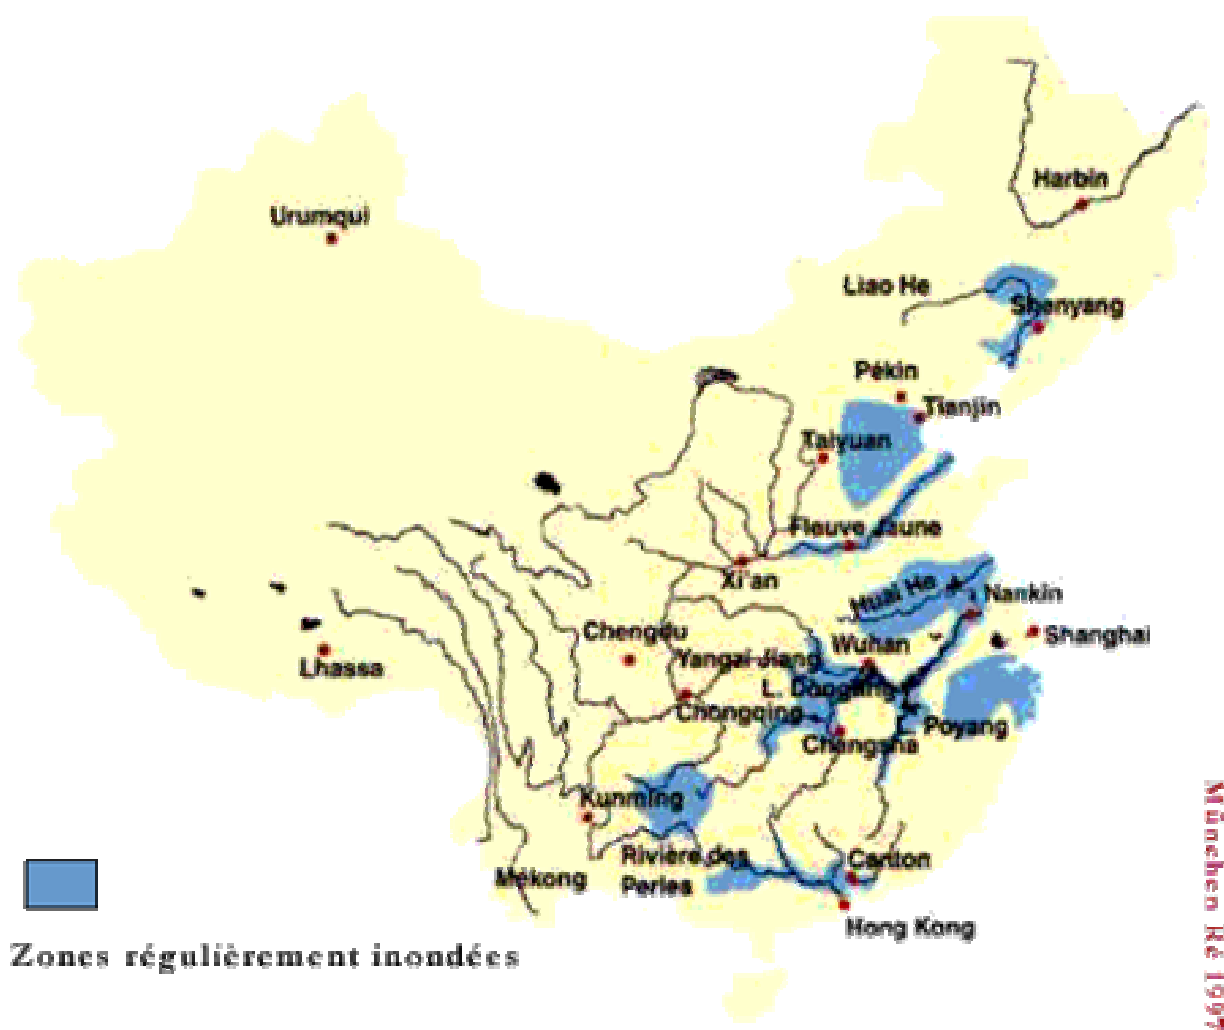 Harbin
Urumqui
Liao He
Shenyang
Pékin
Tianjin
Taiyuan
Fleuve Jaune
Xi'an
Huai He
Nankin
Chengdu
Wuhan
Shanghai
Lhassa
Yangzi Jiang
L. Dongting
Chongqing
Poyang
Changsha
Kunming
Rivière des
Perles
Canton
Mékong
Hong Kong
Zones régulièrement inondées
München Ré 1997